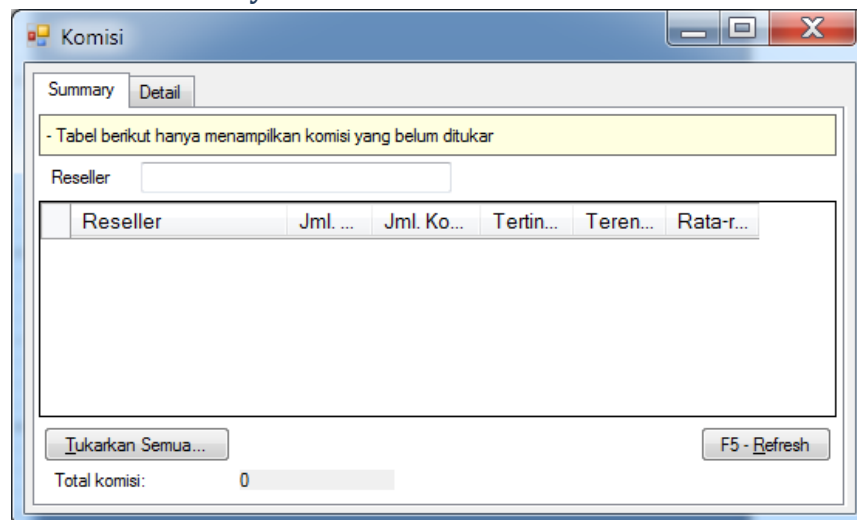 Komisi
Summary Detail
- Tabel berikut hanya menampilkan komisi yang belum ditukar
Reseller
Reseller Jml. ... Jml. Ko... Tertin... Teren... Rata-r...
Tukarkan Semua... F5 - Refresh
Total komisi: 0